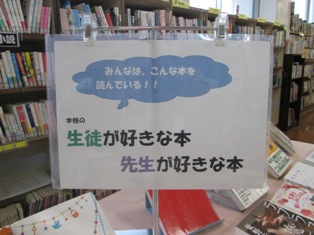 みんなは、こんな本を
読んでいる！！
本校の
生徒が好きな本
先生が好きな本